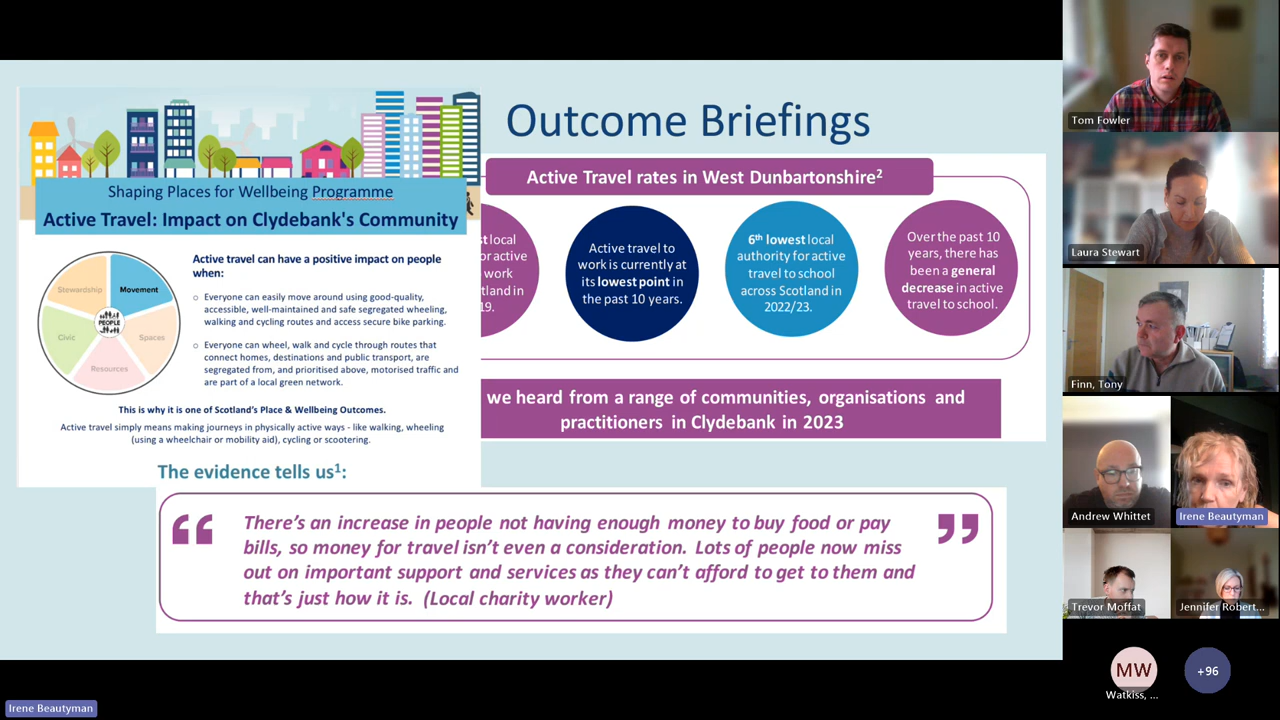 Outcome Briefings
Shaping Places for Wellbeing Programme
Active Travel: Impact on Clydebank's Community
Stewardship
Movement
Civic
PEOPLE
Spaces
Resources
Active travel can have a positive impact on people
when:
Everyone can easily move around using good-quality,
accessible, well-maintained and safe segregated wheeling,
walking and cycling routes and access secure bike parking.
Everyone can wheel, walk and cycle through routes that
connect homes, destinations and public transport, are
segregated from, and prioritised above, motorised traffic and
are part of a local green network.
This is why it is one of Scotland's Place & Wellbeing Outcomes.
Active travel simply means making journeys in physically active ways - like walking, wheeling
(using a wheelchair or mobility aid), cycling or scootering.
The evidence tells us¹:
Active Travel rates in West Dunbartonshire²
st local
or active
work
tland in
19.
Active travel to
work is currently at
its lowest point in
the past 10 years.
6th lowest local
authority for active
travel to school
across Scotland in
2022/23.
Over the past 10
years, there has
been a general
decrease in active
travel to school.
we heard from a range of communities, organisations and
practitioners in Clydebank in 2023
“ There's an increase in people not having enough money to buy food or pay ”
bills, so money for travel isn't even a consideration. Lots of people now miss
out on important support and services as they can't afford to get to them and
that's just how it is. (Local charity worker)
Tom Fowler
Laura Stewart
Finn, Tony
Andrew Whittet
Irene Beautyman
Trevor Moffat
Jennifer Robert...
MW
Watkiss, ...
+96
Irene Beautyman